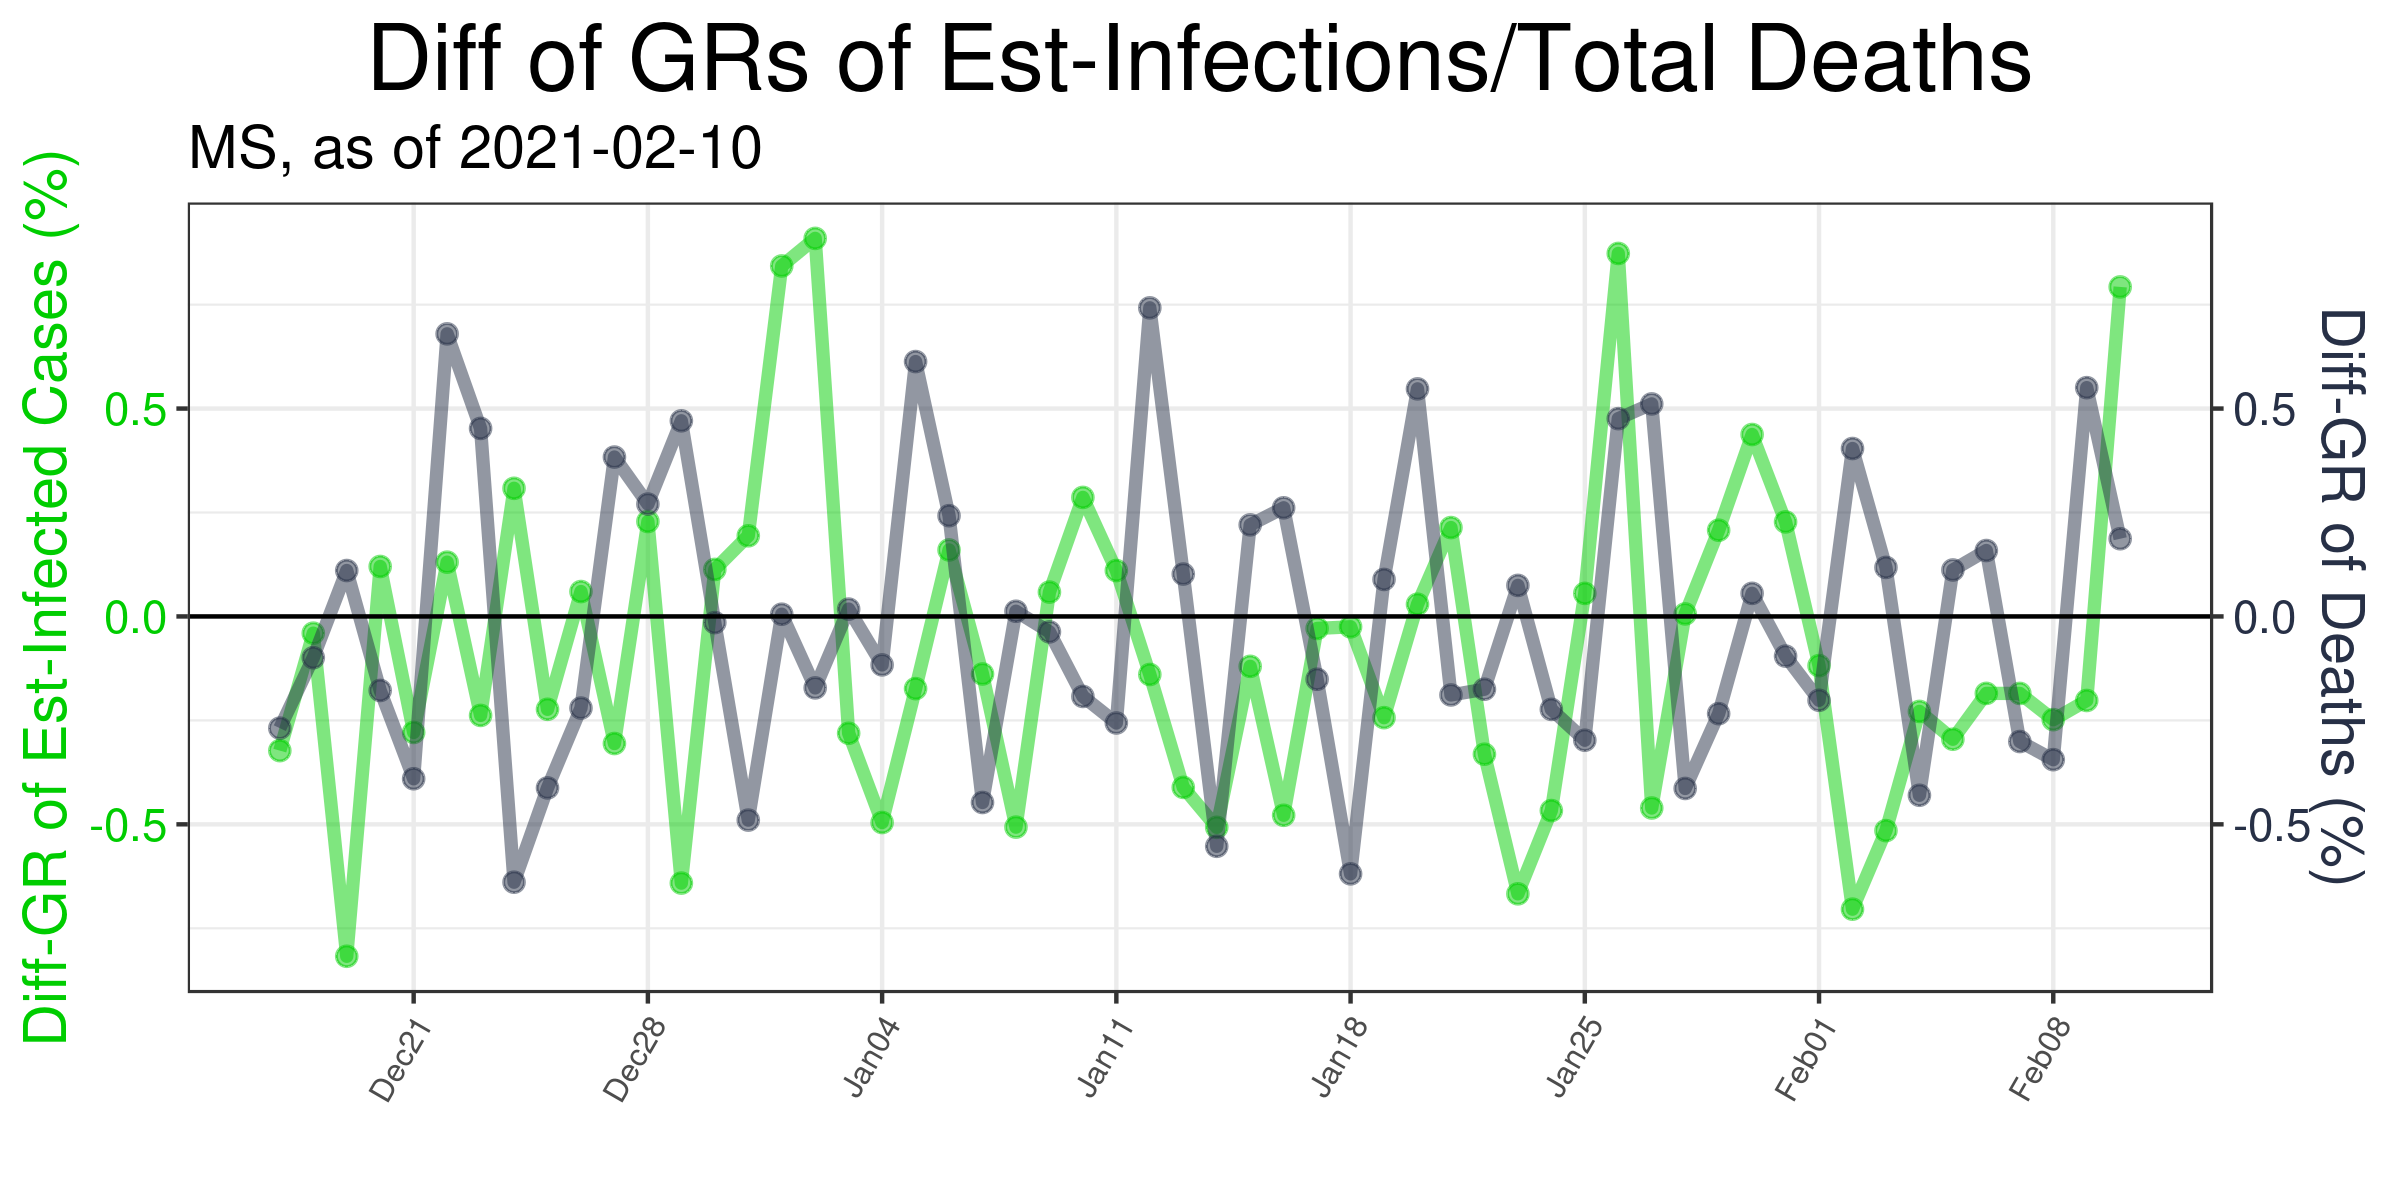 Diff of GRs of Est-Infections/Total Deaths
MS, as of 2021-02-10
Diff-GR of Est-Infected Cases (%)
0.5
0.0
-0.5
0.5
0.0
-0.5
Diff-GR of Deaths (%)
Dec21
Dec28
Jan04
Jan11
Jan18
Jan25
Feb01
Feb08